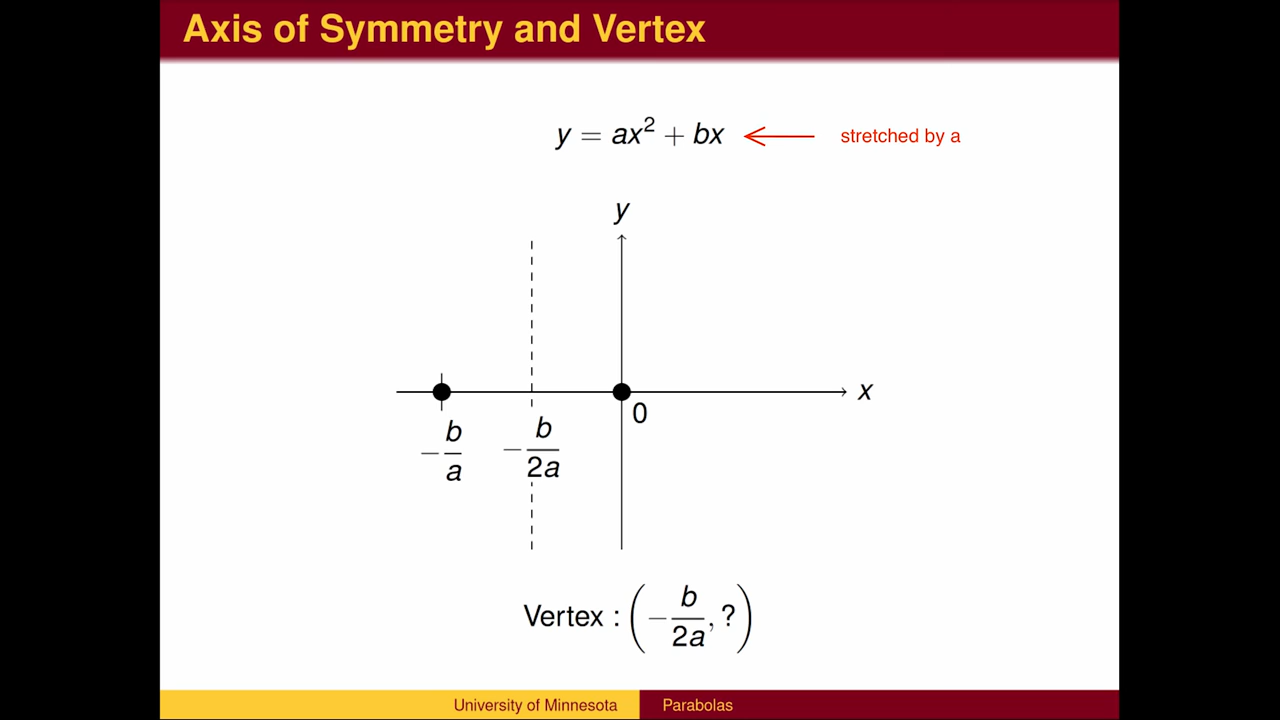 Axis of Symmetry and Vertex
y = ax² + bx
stretched by a
y
x
0
−b/a
−b/2a
Vertex : (−b/2a, ?)
University of Minnesota
Parabolas